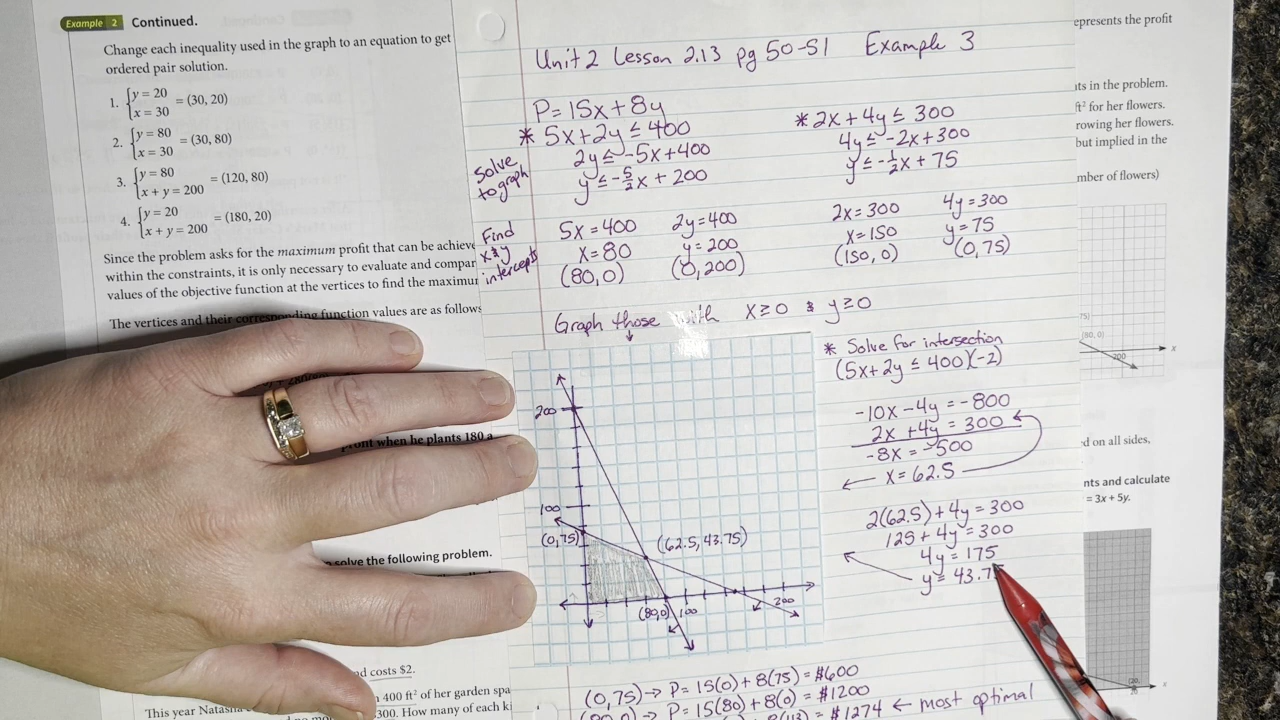 Example 2 Continued.
Change each inequality used in the graph to an equation to get
ordered pair solution.
1. {y = 20
x = 30 = (30, 20)
2. {y = 80
x = 30 = (30, 80)
3. {y = 80
x + y = 200 = (120, 80)
4. {y = 20
x + y = 200 = (180, 20)
Since the problem asks for the maximum profit that can be achieve
within the constraints, it is only necessary to evaluate and compar
values of the objective function at the vertices to find the maximu
The vertices and their corresponding function values are as follows
when he plants 180 a
solve the following problem.
nd costs $2.
400 ft² of her garden spa
This year Natasha
300. How many of each ki
Unit 2 Lesson 2.13 pg 50-51 Example 3
P = 15x + 8y
* 5x + 2y ≤ 400
2y ≤ -5x + 400
y ≤ -5/2x + 200
Solve
to graph
* 2x + 4y ≤ 300
4y ≤ -2x + 300
y ≤ -1/2x + 75
Find
x & y
intercepts
5x = 400
x = 80
(80, 0)
2y = 400
y = 200
(0, 200)
2x = 300
x = 150
(150, 0)
4y = 300
y = 75
(0, 75)
Graph those with x ≥ 0 & y ≥ 0
200
100
(0, 75)
(62.5, 43.75)
(80, 0)
100
200
* Solve for intersection
(5x + 2y ≤ 400)(-2)
-10x - 4y = -800
2x + 4y = 300
-8x = -500
x = 62.5
2(62.5) + 4y = 300
125 + 4y = 300
4y = 175
y = 43.7
(0, 75) → P = 15(0) + 8(75) = $600
P = 15(80) + 8(0) = $1200
= $1274 ← most optimal
epresents the profit
ts in the problem.
ft² for her flowers.
rowing her flowers.
but implied in the
mber of flowers)
75)
(80, 0)
200
x
d on all sides,
nts and calculate
= 3x + 5y.
x